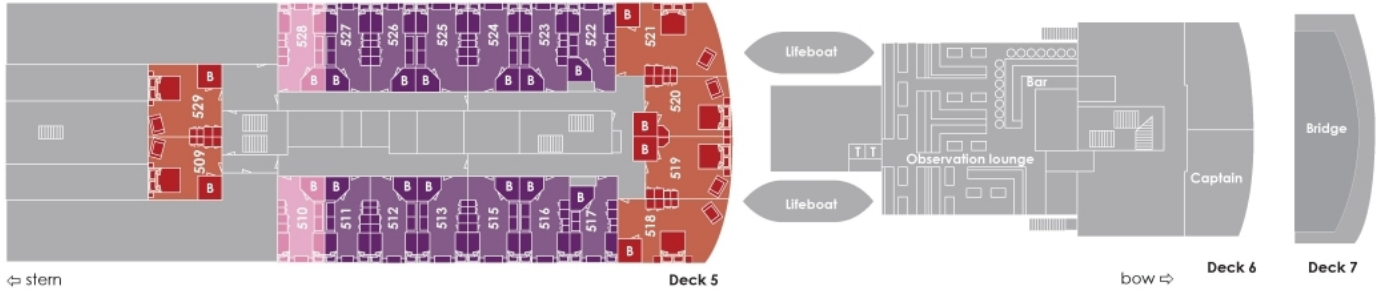 528
527
526
525
524
523
522
521
B
B
B
B
B
B
B
B
529
B
520
B
B
509
B
519
B
B
B
B
B
B
B
510
511
512
513
515
516
517
518
B
Lifeboat
Bar
T T
Observation lounge
Lifeboat
Captain
Bridge
⇦ stern
Deck 5
bow ⇨
Deck 6
Deck 7